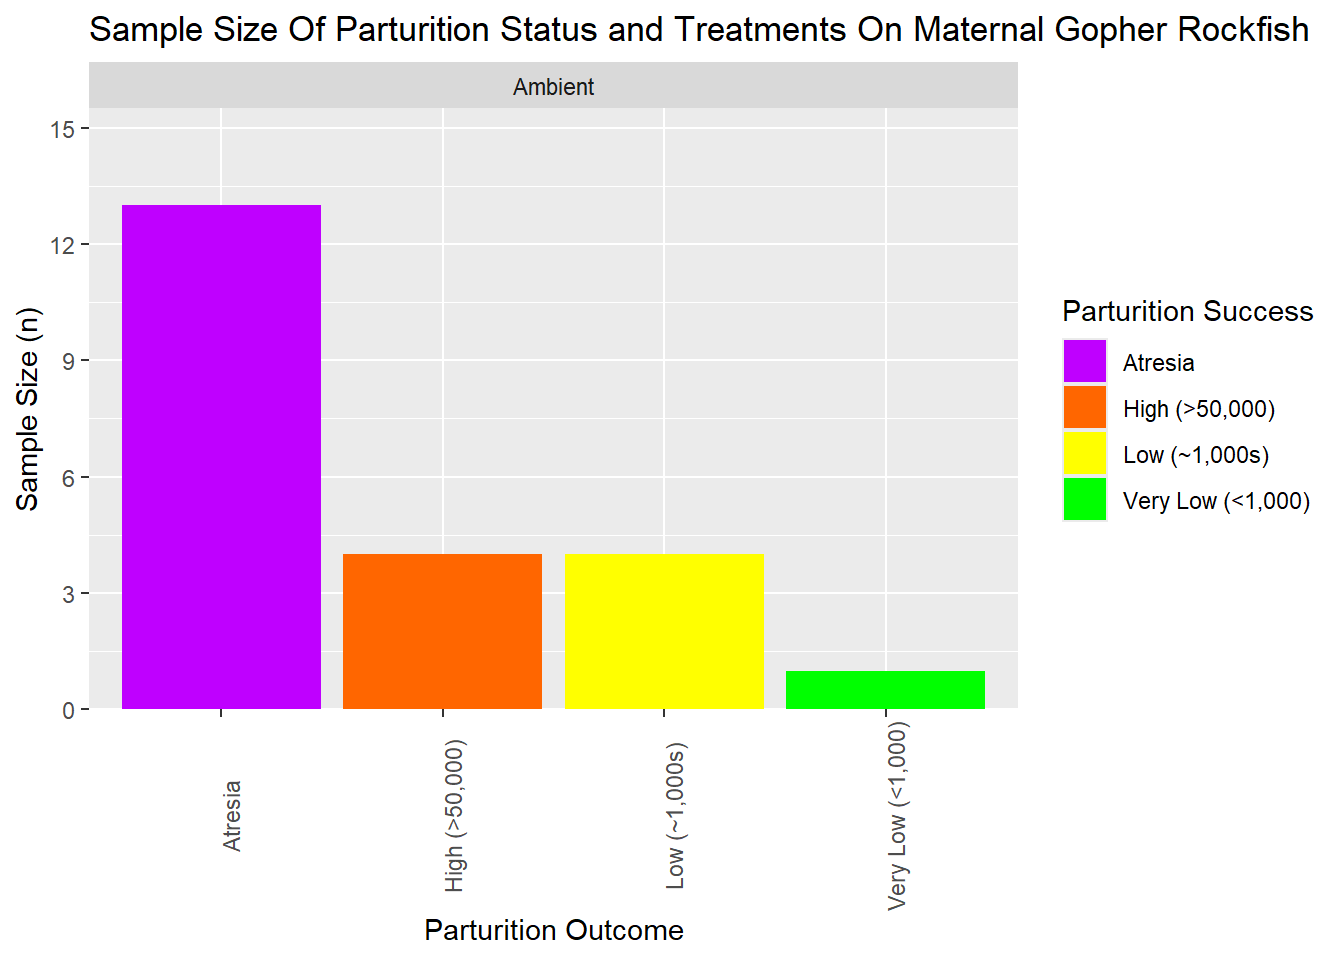 Sample Size Of Parturition Status and Treatments On Maternal Gopher Rockfish
Ambient
15
12
9
6
3
0
Sample Size (n)
Atresia
High (>50,000)
Low (~1,000s)
Very Low (<1,000)
Parturition Outcome
Parturition Success
Atresia
High (>50,000)
Low (~1,000s)
Very Low (<1,000)